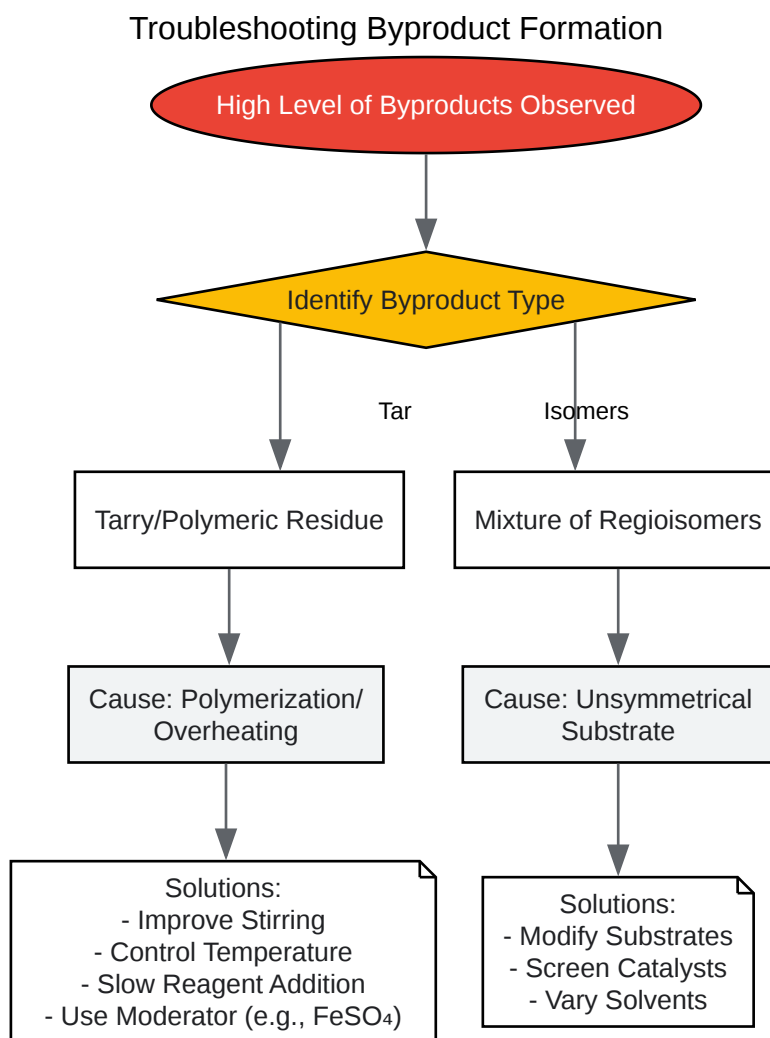 Troubleshooting Byproduct Formation
High Level of Byproducts Observed
Identify Byproduct Type
Tar
Isomers
Tarry/Polymeric Residue
Mixture of Regioisomers
Cause: Polymerization/
Overheating
Cause: Unsymmetrical
Substrate
Solutions:
- Improve Stirring
- Control Temperature
- Slow Reagent Addition
- Use Moderator (e.g., FeSO₄)
Solutions:
- Modify Substrates
- Screen Catalysts
- Vary Solvents